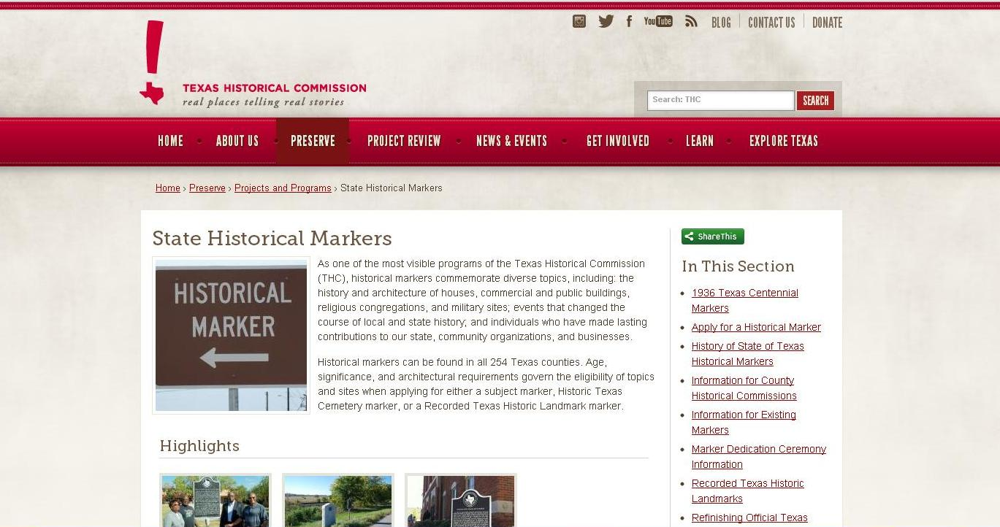 You Tube
BLOG
CONTACT US
DONATE
TEXAS HISTORICAL COMMISSION
real places telling real stories
Search: THC
SEARCH
HOME
ABOUT US
PRESERVE
PROJECT REVIEW
NEWS & EVENTS
GET INVOLVED
LEARN
EXPLORE TEXAS
Home › Preserve › Projects and Programs › State Historical Markers
State Historical Markers
HISTORICAL
MARKER
As one of the most visible programs of the Texas Historical Commission
(THC), historical markers commemorate diverse topics, including: the
history and architecture of houses, commercial and public buildings,
religious congregations, and military sites; events that changed the
course of local and state history; and individuals who have made lasting
contributions to our state, community organizations, and businesses.
Historical markers can be found in all 254 Texas counties. Age,
significance, and architectural requirements govern the eligibility of topics
and sites when applying for either a subject marker, Historic Texas
Cemetery marker, or a Recorded Texas Historic Landmark marker.
Highlights
ShareThis
In This Section
1936 Texas Centennial
Markers
Apply for a Historical Marker
History of State of Texas
Historical Markers
Information for County
Historical Commissions
Information for Existing
Markers
Marker Dedication Ceremony
Information
Recorded Texas Historic
Landmarks
Refinishing Official Texas